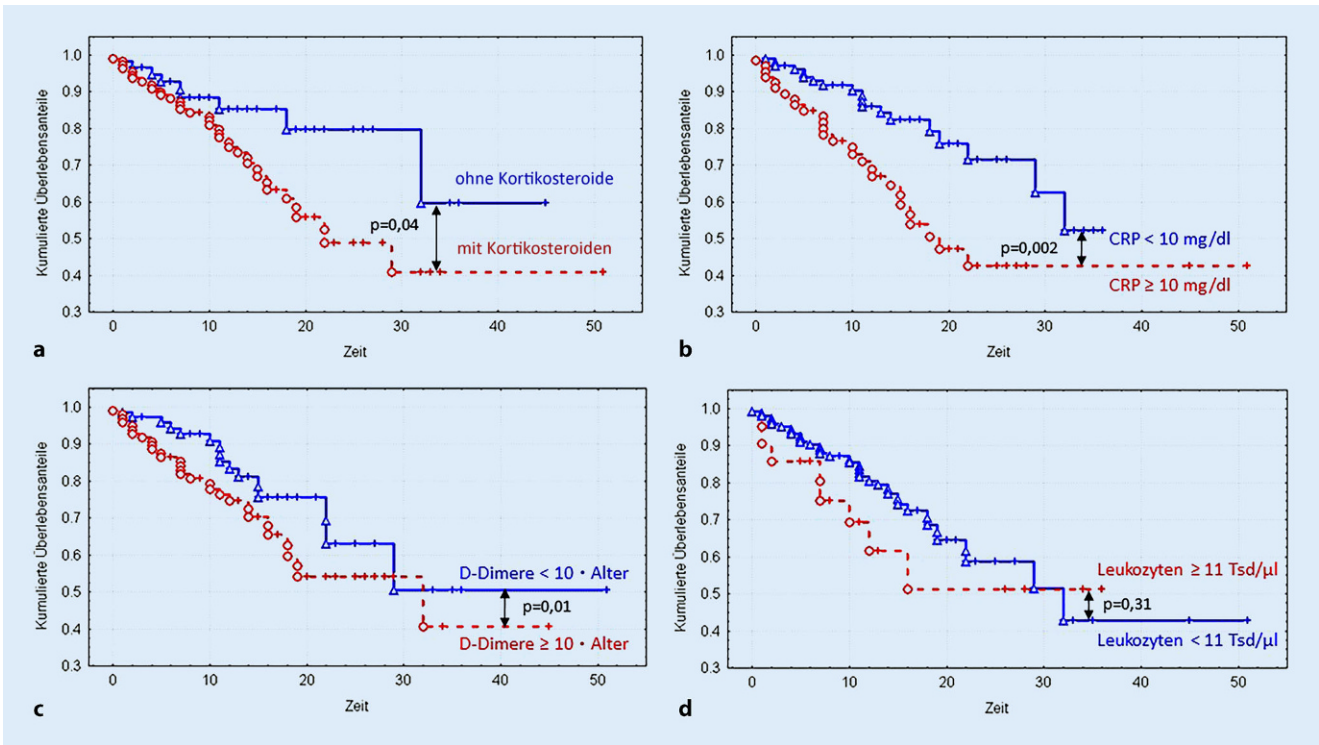 Kumulierte Überlebensanteile
1.0
0.9
0.8
0.7
0.6
0.5
0.4
0.3
ohne Kortikosteroide
p=0,04
mit Kortikosteroiden
0 10 20 30 40 50
Zeit
a
Kumulierte Überlebensanteile
1.0
0.9
0.8
0.7
0.6
0.5
0.4
0.3
CRP < 10 mg/dl
p=0,002
CRP ≥ 10 mg/dl
0 10 20 30 40 50
Zeit
b
Kumulierte Überlebensanteile
1.0
0.9
0.8
0.7
0.6
0.5
0.4
0.3
D-Dimere < 10 · Alter
p=0,01
D-Dimere ≥ 10 · Alter
0 10 20 30 40 50
Zeit
c
Kumulierte Überlebensanteile
1.0
0.9
0.8
0.7
0.6
0.5
0.4
0.3
Leukozyten ≥ 11 Tsd/µl
p=0,31
Leukozyten < 11 Tsd/µl
0 10 20 30 40 50
Zeit
d